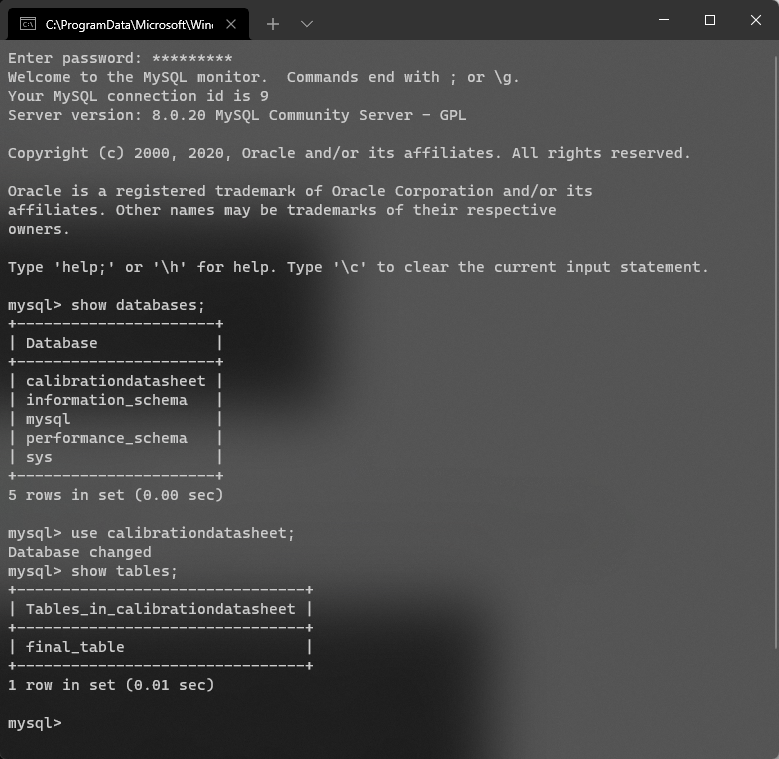 C:\ProgramData\Microsoft\Win
Enter password: *********
Welcome to the MySQL monitor.  Commands end with ; or \g.
Your MySQL connection id is 9
Server version: 8.0.20 MySQL Community Server - GPL
Copyright (c) 2000, 2020, Oracle and/or its affiliates. All rights reserved.
Oracle is a registered trademark of Oracle Corporation and/or its
affiliates. Other names may be trademarks of their respective
owners.
Type 'help;' or '\h' for help. Type '\c' to clear the current input statement.
mysql> show databases;
+----------------------+
| Database             |
+----------------------+
| calibrationdatasheet |
| information_schema   |
| mysql                |
| performance_schema   |
| sys                  |
+----------------------+
5 rows in set (0.00 sec)
mysql> use calibrationdatasheet;
Database changed
mysql> show tables;
+--------------------------------+
| Tables_in_calibrationdatasheet |
+--------------------------------+
| final_table                    |
+--------------------------------+
1 row in set (0.01 sec)
mysql>